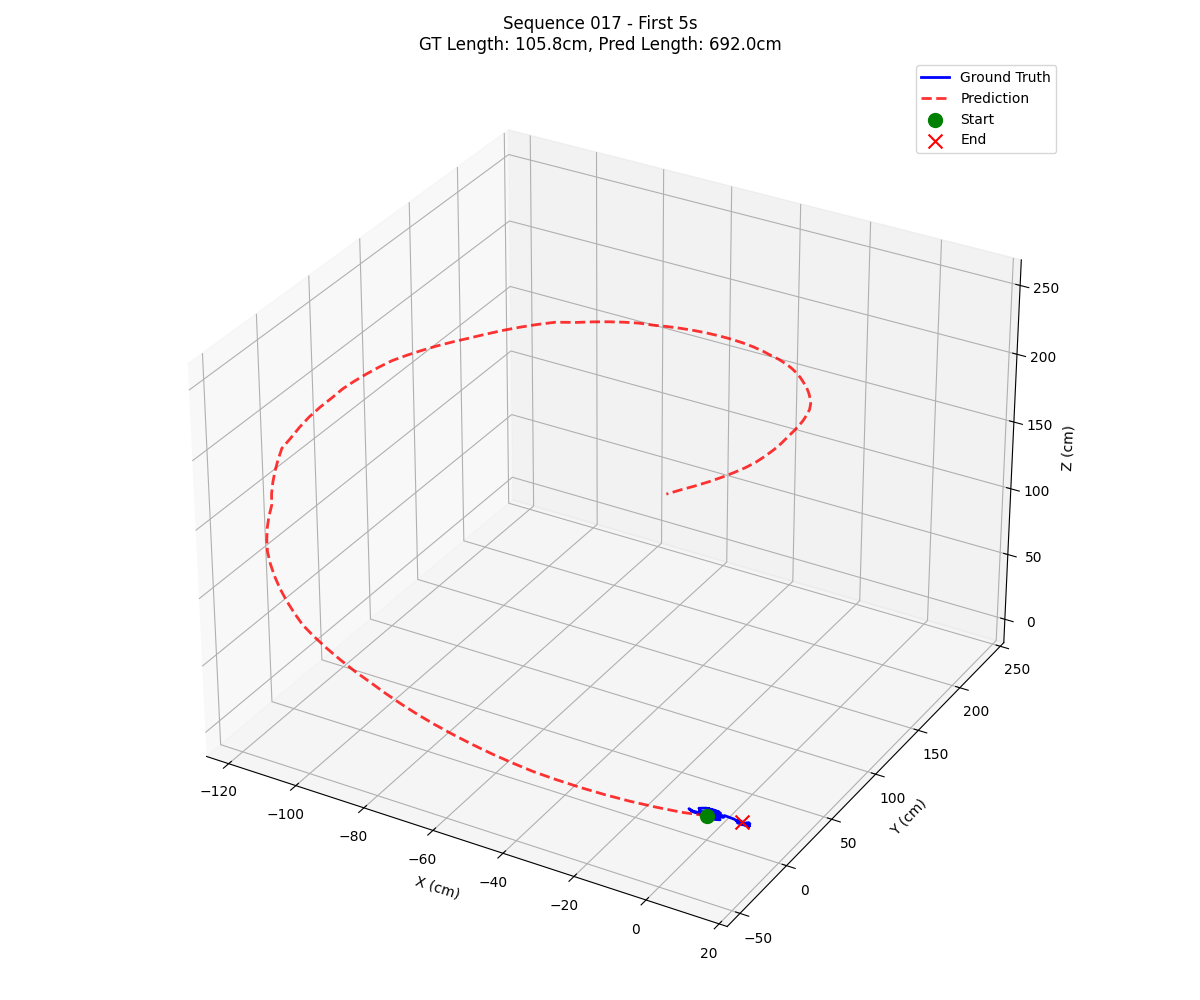 Sequence 017 - First 5s
GT Length: 105.8cm, Pred Length: 692.0cm
Ground Truth
Prediction
Start
End
250
200
150
100
50
0
Z (cm)
250
200
150
100
50
0
−50
Y (cm)
−120
−100
−80
−60
−40
−20
0
20
X (cm)